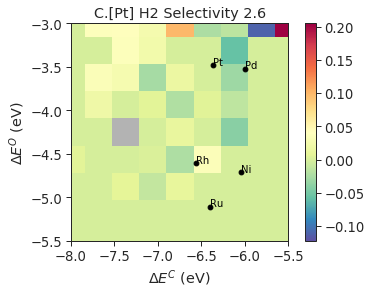 C.[Pt] H2 Selectivity 2.6
−3.0
−3.5
−4.0
−4.5
−5.0
−5.5
ΔE^O (eV)
Pt
Pd
Rh
Ni
Ru
−8.0 −7.5 −7.0 −6.5 −6.0 −5.5
ΔE^C (eV)
0.20
0.15
0.10
0.05
0.00
−0.05
−0.10